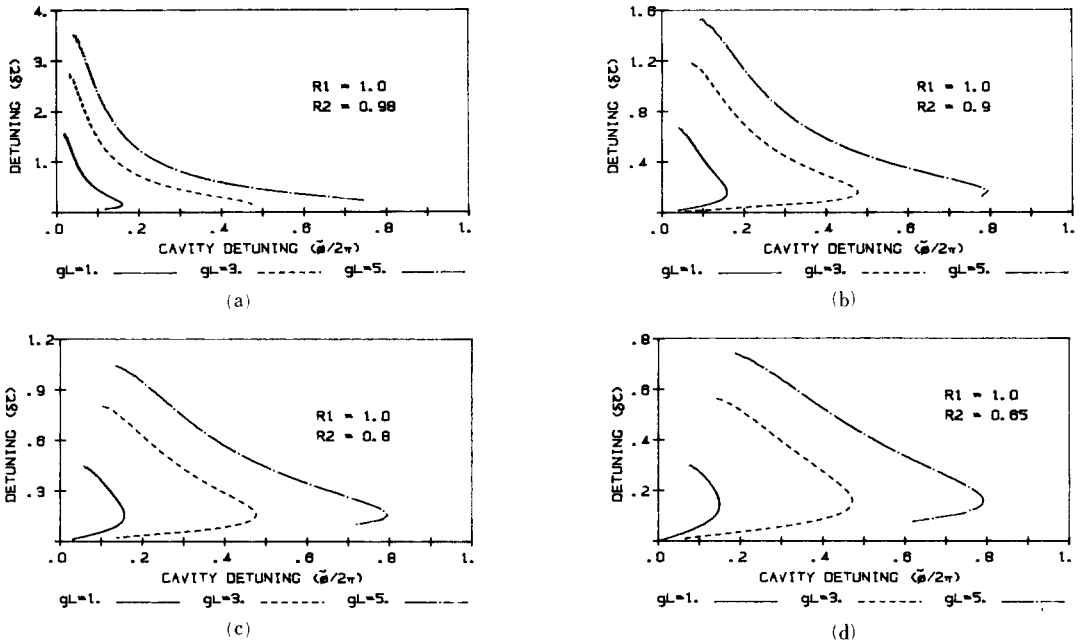 4.
3.
2
1.
DETUNING (δτ)
R1 = 1.0
R2 = 0.98
.0 .2 .4 .6 .8 1.
CAVITY DETUNING (φ̃/2π)
gL=1. gL=3. gL=5.
(a)
1.6
1.2
.8
.4
.0
DETUNING (δτ)
R1 = 1.0
R2 = 0.9
.0 .2 .4 .6 .8 1.
CAVITY DETUNING (φ̃/2π)
gL=1. gL=3. gL=5.
(b)
1.2
.9
.6
.3
.0
DETUNING (δτ)
R1 = 1.0
R2 = 0.8
.0 .2 .4 .6 .8 1.
CAVITY DETUNING (φ̃/2π)
gL=1. gL=3. gL=5.
(c)
.8
.6
.4
.2
.0
DETUNING (δτ)
R1 = 1.0
R2 = 0.65
.0 .2 .4 .6 .8 1.
CAVITY DETUNING (φ̃/2π)
gL=1. gL=3. gL=5.
(d)